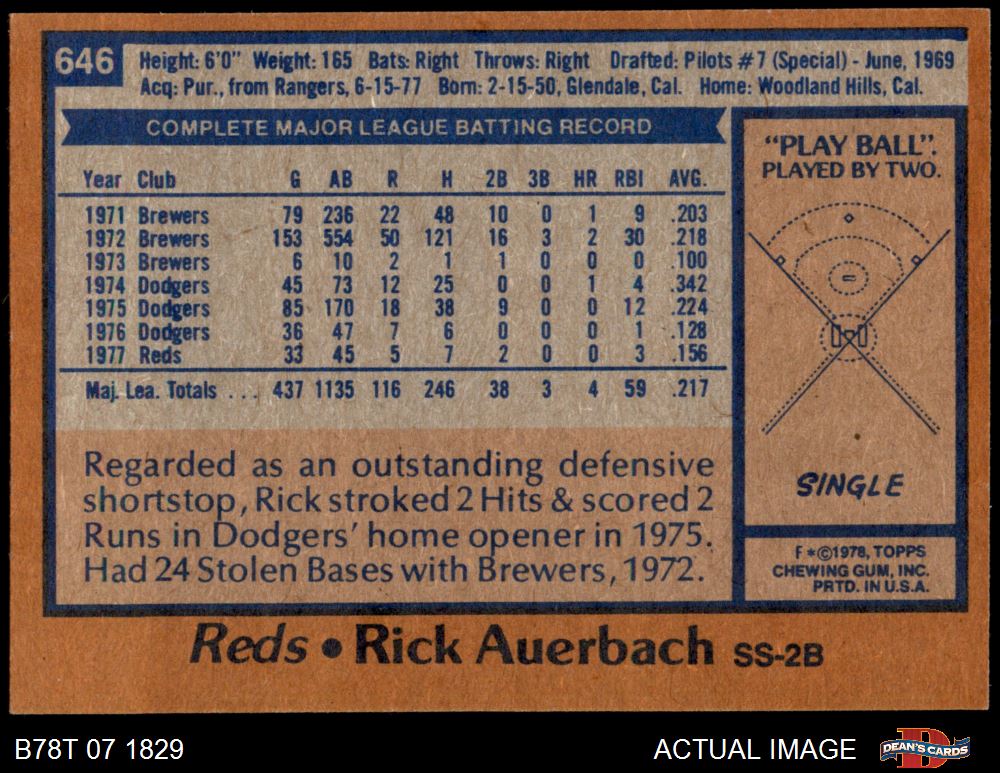 646
Height: 6'0" Weight: 165 Bats: Right Throws: Right Drafted: Pilots #7 (Special) - June, 1969
Acq: Pur., from Rangers, 6-15-77 Born: 2-15-50, Glendale, Cal. Home: Woodland Hills, Cal.
COMPLETE MAJOR LEAGUE BATTING RECORD
Year Club G AB R H 2B 3B HR RBI AVG.
1971 Brewers 79 236 22 48 10 0 1 9 .203
1972 Brewers 153 554 50 121 16 3 2 30 .218
1973 Brewers 6 10 2 1 1 0 0 0 .100
1974 Dodgers 45 73 12 25 0 0 1 4 .342
1975 Dodgers 85 170 18 38 9 0 0 12 .224
1976 Dodgers 36 47 7 6 0 0 0 1 .128
1977 Reds 33 45 5 7 2 0 0 3 .156
Maj. Lea. Totals ... 437 1135 116 246 38 3 4 59 .217
Regarded as an outstanding defensive
shortstop, Rick stroked 2 Hits & scored 2
Runs in Dodgers' home opener in 1975.
Had 24 Stolen Bases with Brewers, 1972.
"PLAY BALL".
PLAYED BY TWO.
SINGLE
F*©1978, TOPPS
CHEWING GUM, INC.
PRTD. IN U.S.A.
Reds • Rick Auerbach SS-2B
B78T 07 1829
ACTUAL IMAGE
DEAN'S CARDS